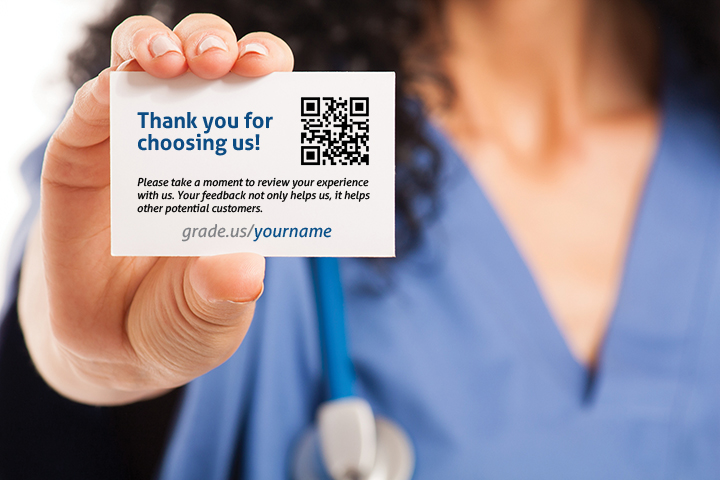 Thank you for
choosing us!
Please take a moment to review your experience
with us. Your feedback not only helps us, it helps
other potential customers.
grade.us/yourname